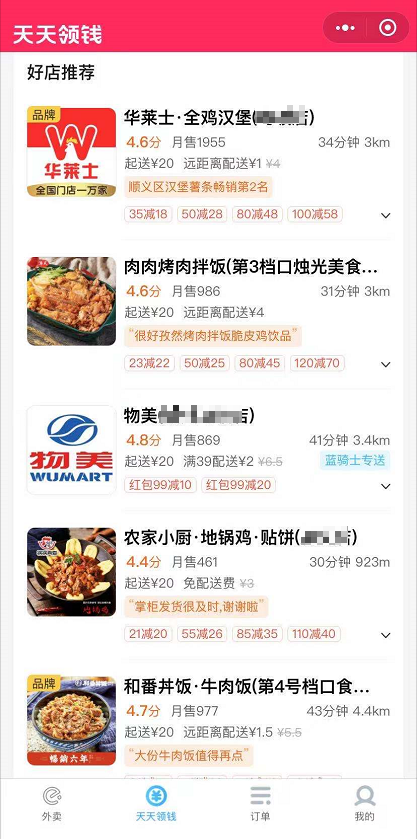 天天领钱
好店推荐
品牌
华莱士
全国门店一万家
华莱士·全鸡汉堡(
店)
4.6分 月售1955 34分钟 3km
起送¥20 远距离配送¥1 ¥4
顺义区汉堡薯条畅销第2名
35减18 50减28 80减48 100减58
肉肉烤肉拌饭(第3档口烛光美食...
4.6分 月售986 31分钟 3km
起送¥20 远距离配送¥4
“很好孜然烤肉拌饭脆皮鸡饮品”
23减22 50减25 80减45 120减70
物美
WUMART
物美
店)
4.8分 月售869 41分钟 3.4km
起送¥20 满39配送¥2 ¥6.5 蓝骑士专送
红包99减10 红包99减20
农家小厨·地锅鸡·贴饼(
店)
4.4分 月售461 30分钟 923m
起送¥20 免配送费 ¥3
“掌柜发货很及时,谢谢啦”
21减20 55减26 85减35 110减40
品牌
和番丼饭
畅销六年
和番丼饭·牛肉饭(第4号档口食...
4.7分 月售977 43分钟 4.4km
起送¥20 远距离配送¥1.5 ¥5.5
“大份牛肉饭值得再点”
外卖 天天领钱 订单 我的